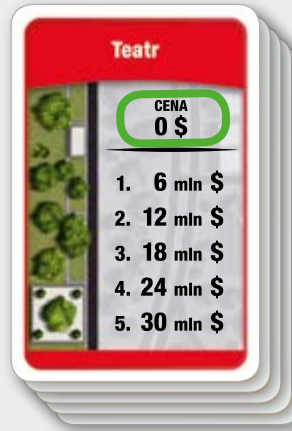 Teatr
CENA
0 $
1. 6 mln $
2. 12 mln $
3. 18 mln $
4. 24 mln $
5. 30 mln $